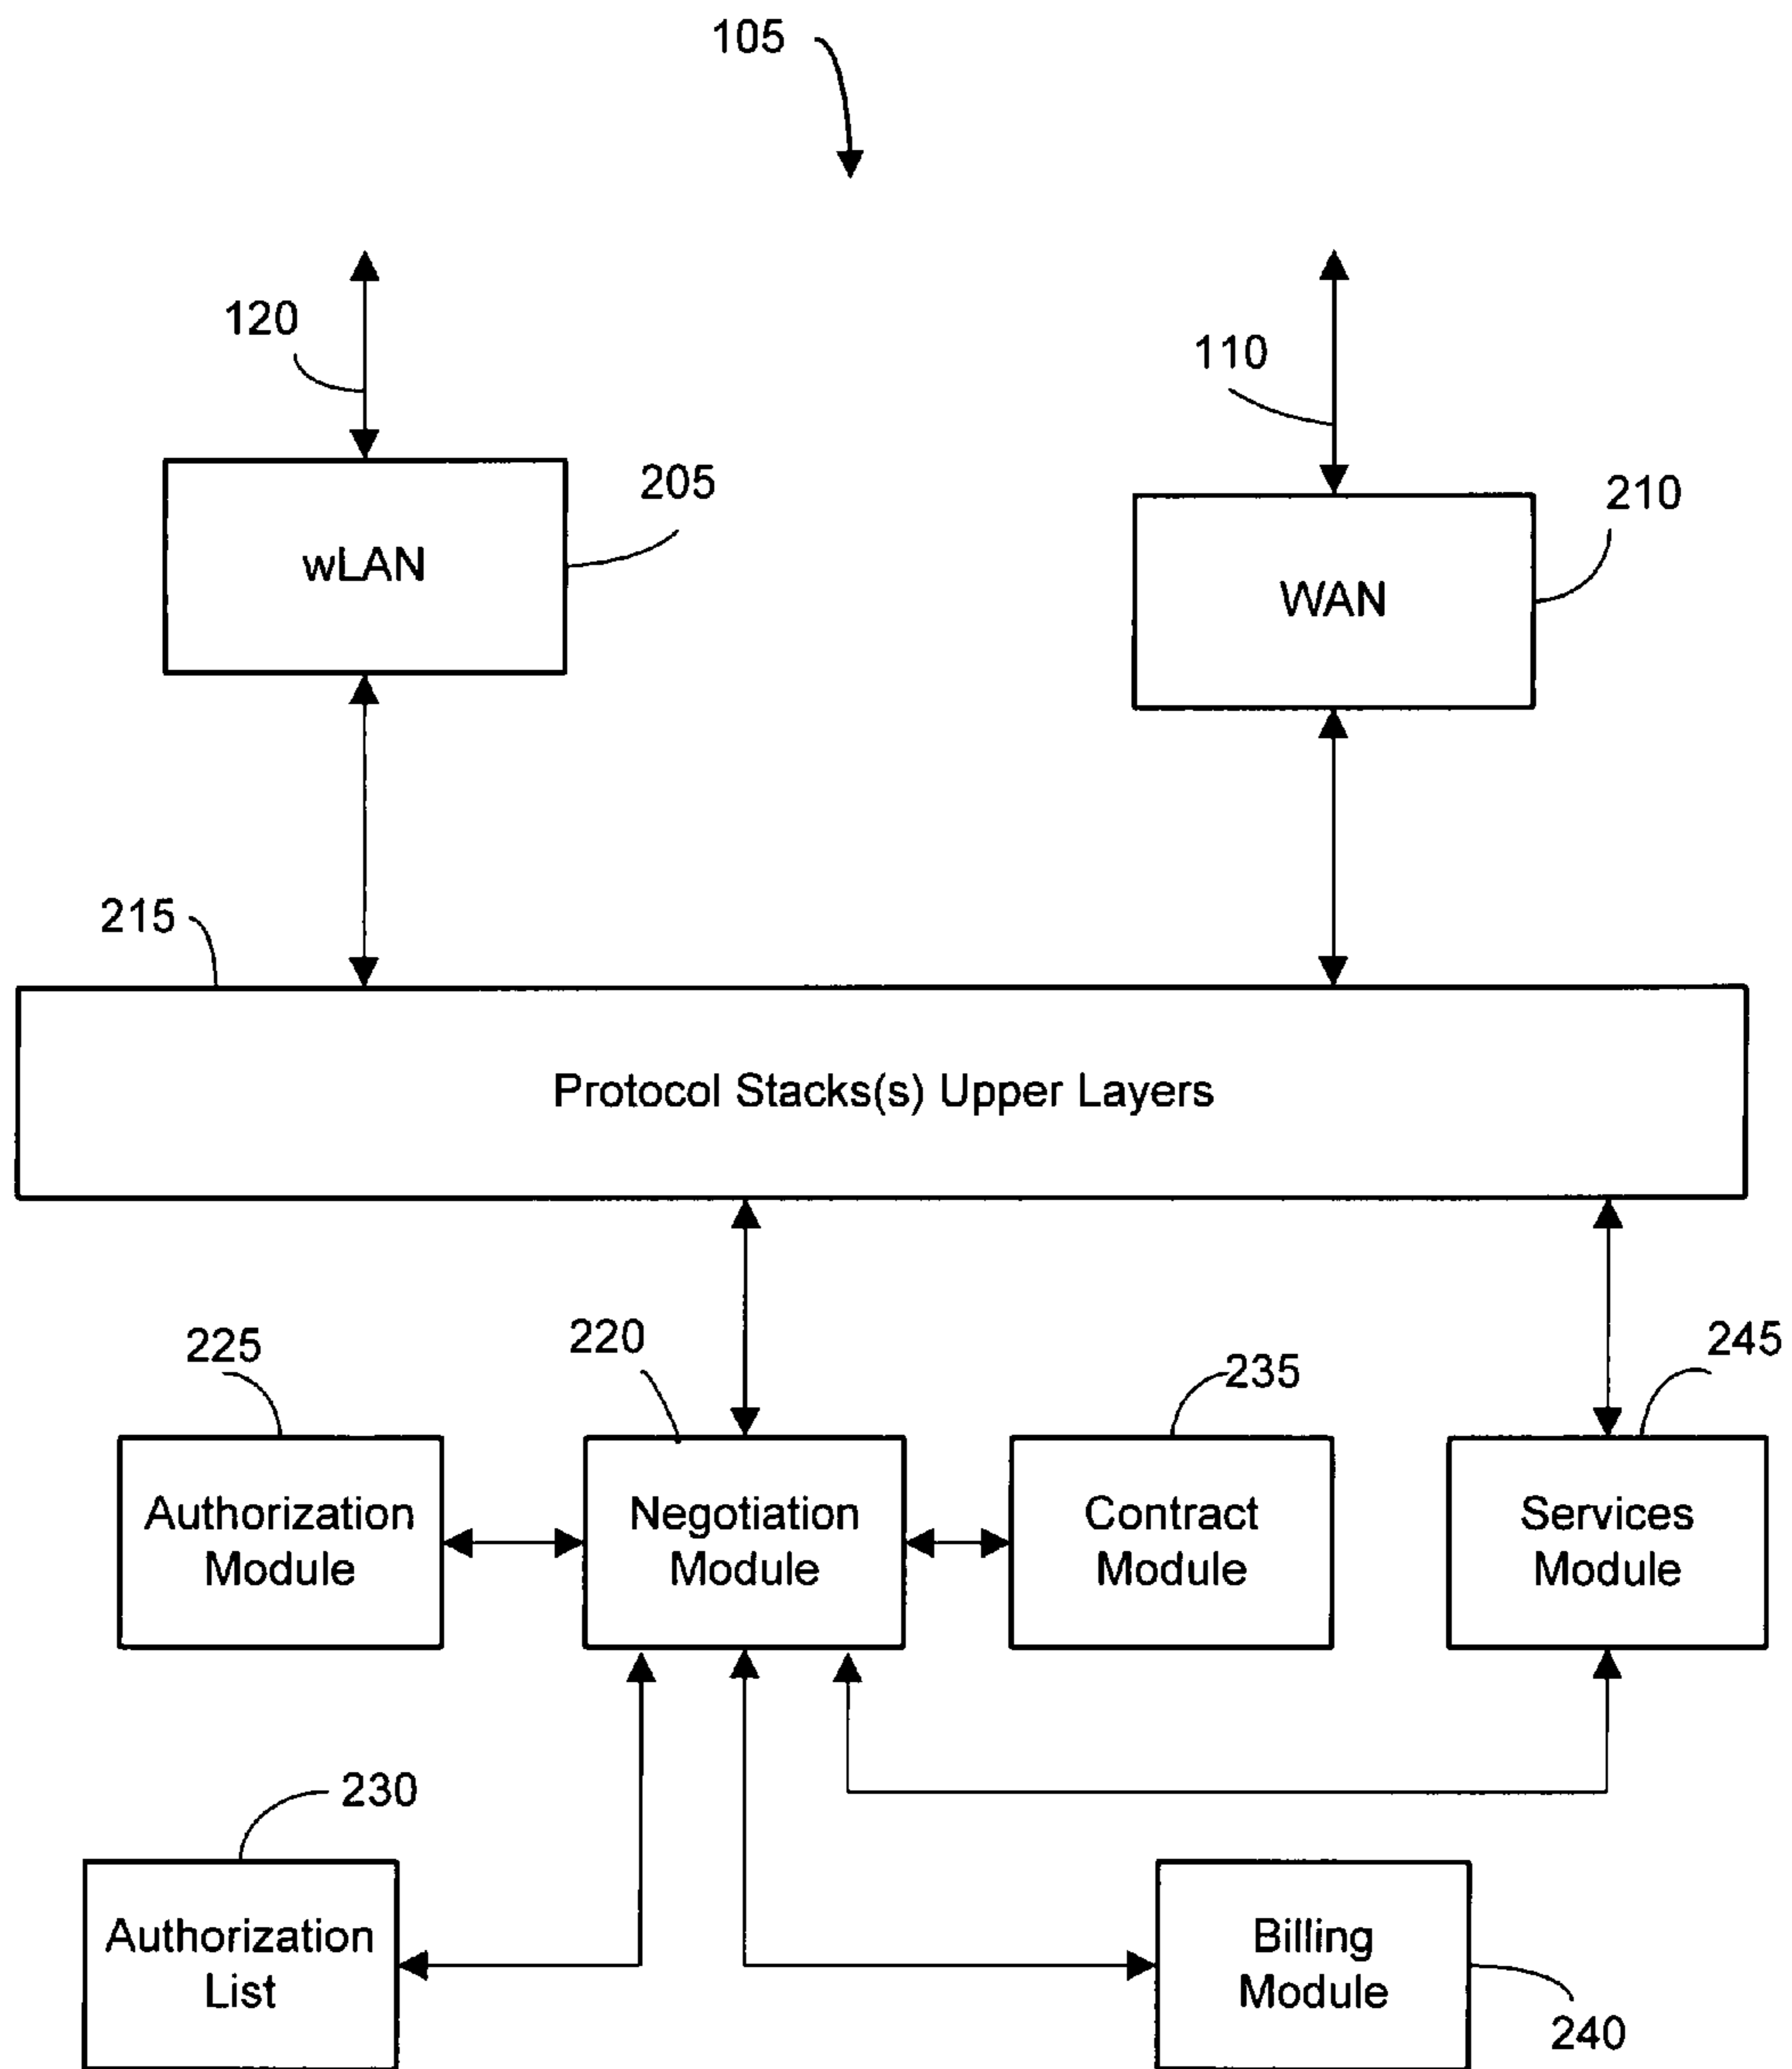 105
120
110
205
210
wLAN
WAN
215
Protocol Stacks(s) Upper Layers
225
220
235
245
Authorization
Module
Negotiation
Module
Contract
Module
Services
Module
230
Authorization
List
Billing
Module
240